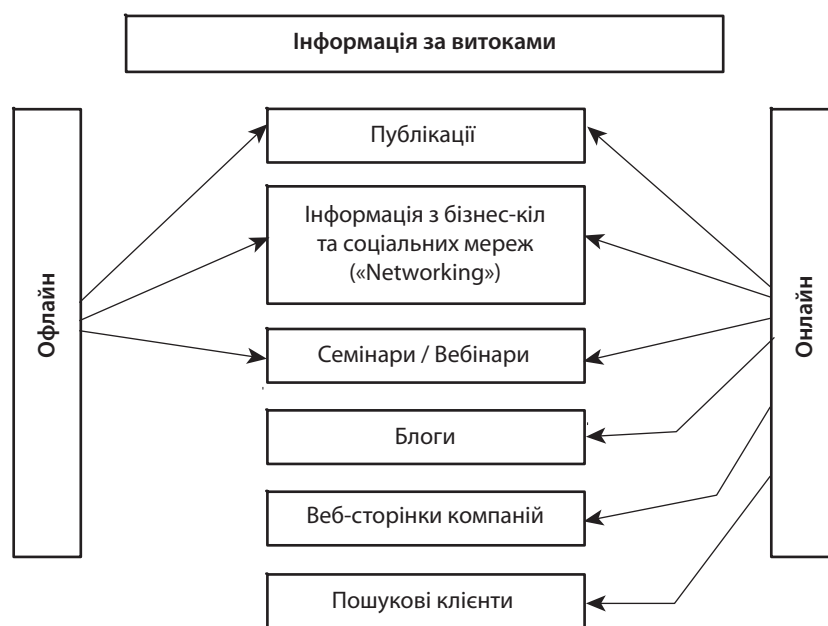 Інформація за витоками
Офлайн
Публікації
Інформація з бізнес-кіл
та соціальних мереж
(«Networking»)
Семінари / Вебінари
Блоги
Веб-сторінки компаній
Пошукові клієнти
Онлайн